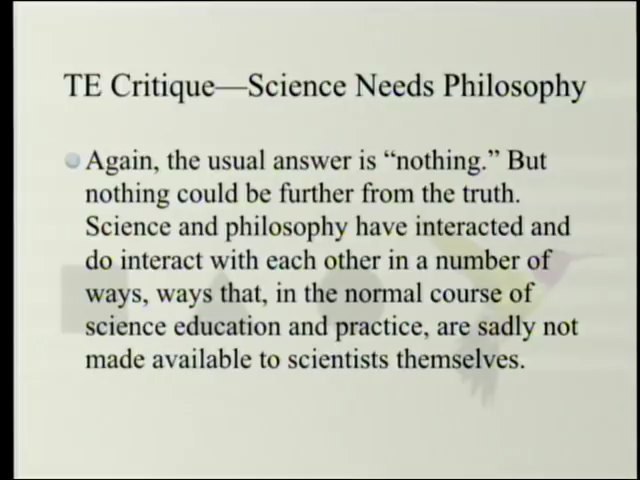 TE Critique—Science Needs Philosophy
Again, the usual answer is “nothing.” But
nothing could be further from the truth.
Science and philosophy have interacted and
do interact with each other in a number of
ways, ways that, in the normal course of
science education and practice, are sadly not
made available to scientists themselves.